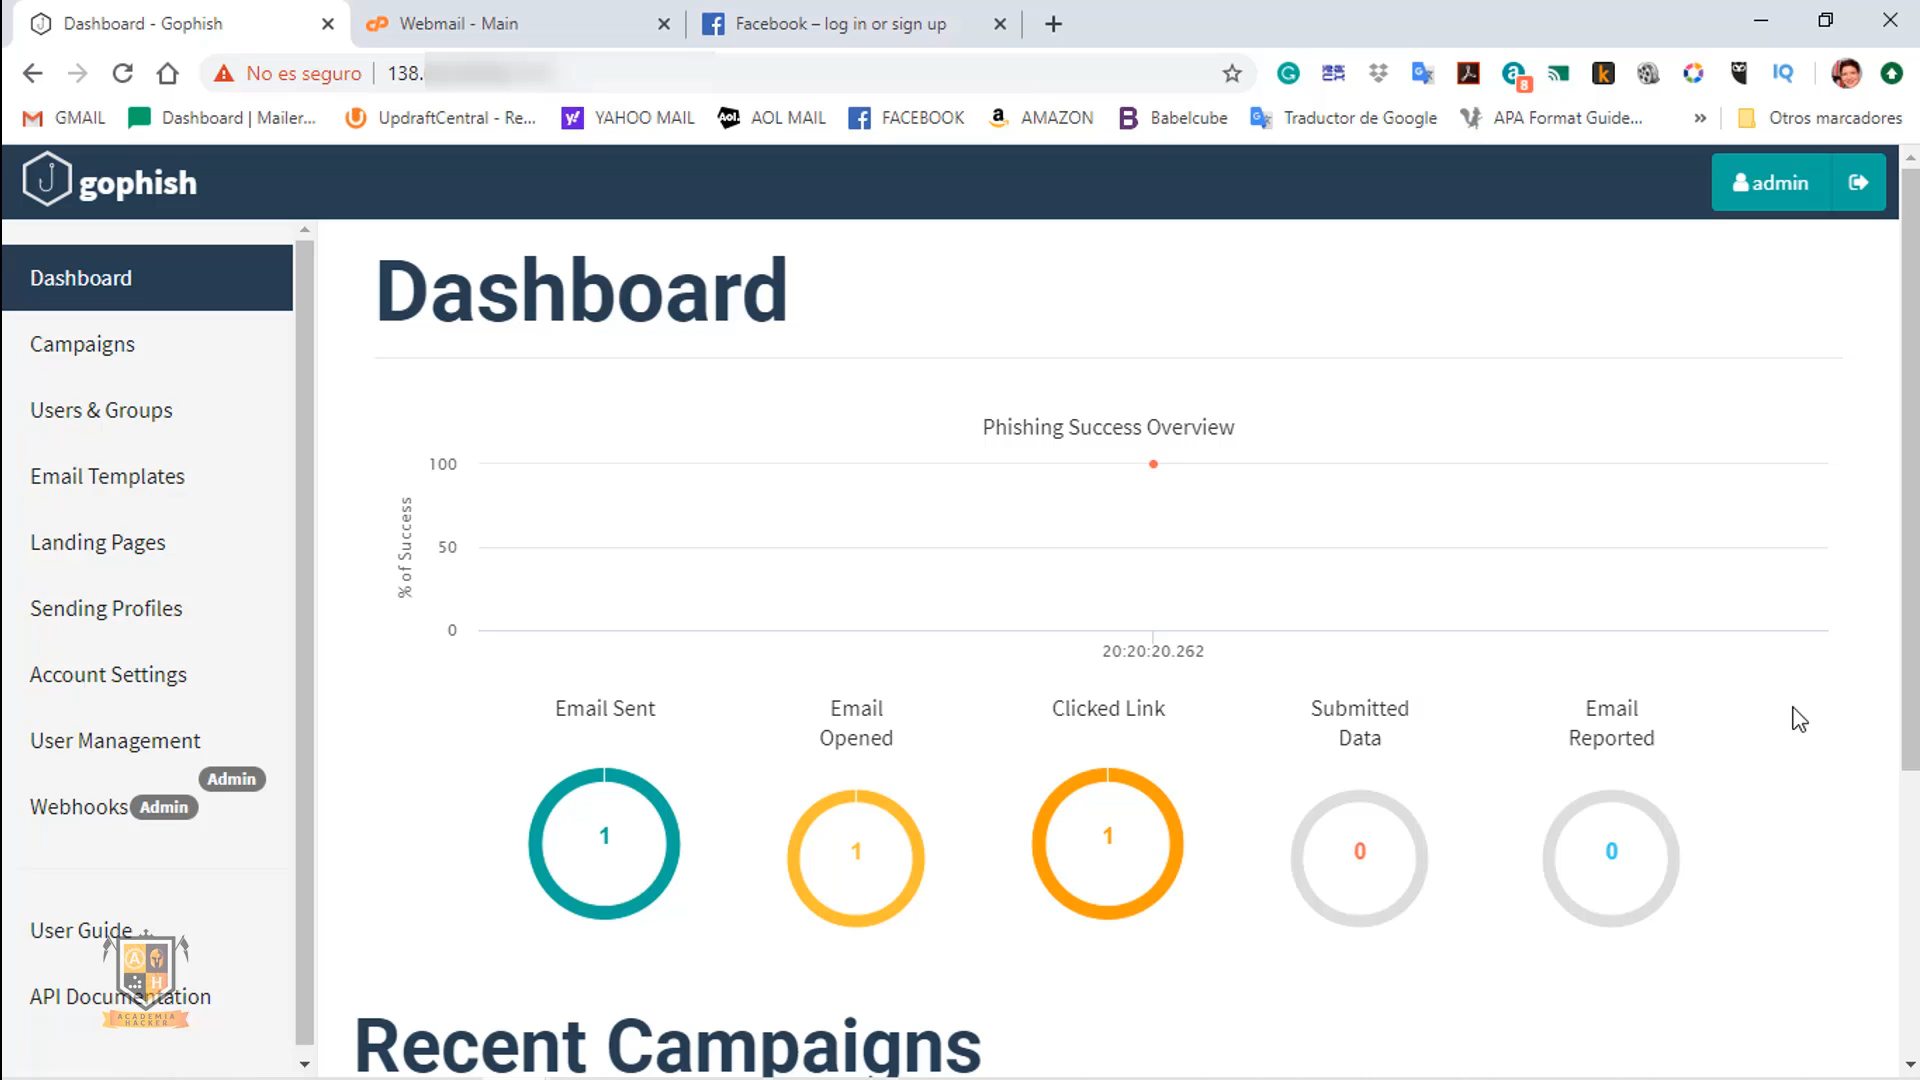 Dashboard - Gophish
Webmail - Main
Facebook – log in or sign up
No es seguro
138.
8
GMAIL
Dashboard | Mailer...
UpdraftCentral - Re...
YAHOO MAIL
Aol.
AOL MAIL
FACEBOOK
AMAZON
Babelcube
Traductor de Google
APA Format Guide...
Otros marcadores
gophish
admin
Dashboard
Campaigns
Users & Groups
Email Templates
Landing Pages
Sending Profiles
Account Settings
User Management
Admin
Webhooks Admin
User Guide
API Documentation
ACADEMIA
HACKER
Dashboard
Phishing Success Overview
100
50
0
% of Success
20:20:20.262
Email Sent
Email
Opened
Clicked Link
Submitted
Data
Email
Reported
1
1
1
0
0
Recent Campaigns